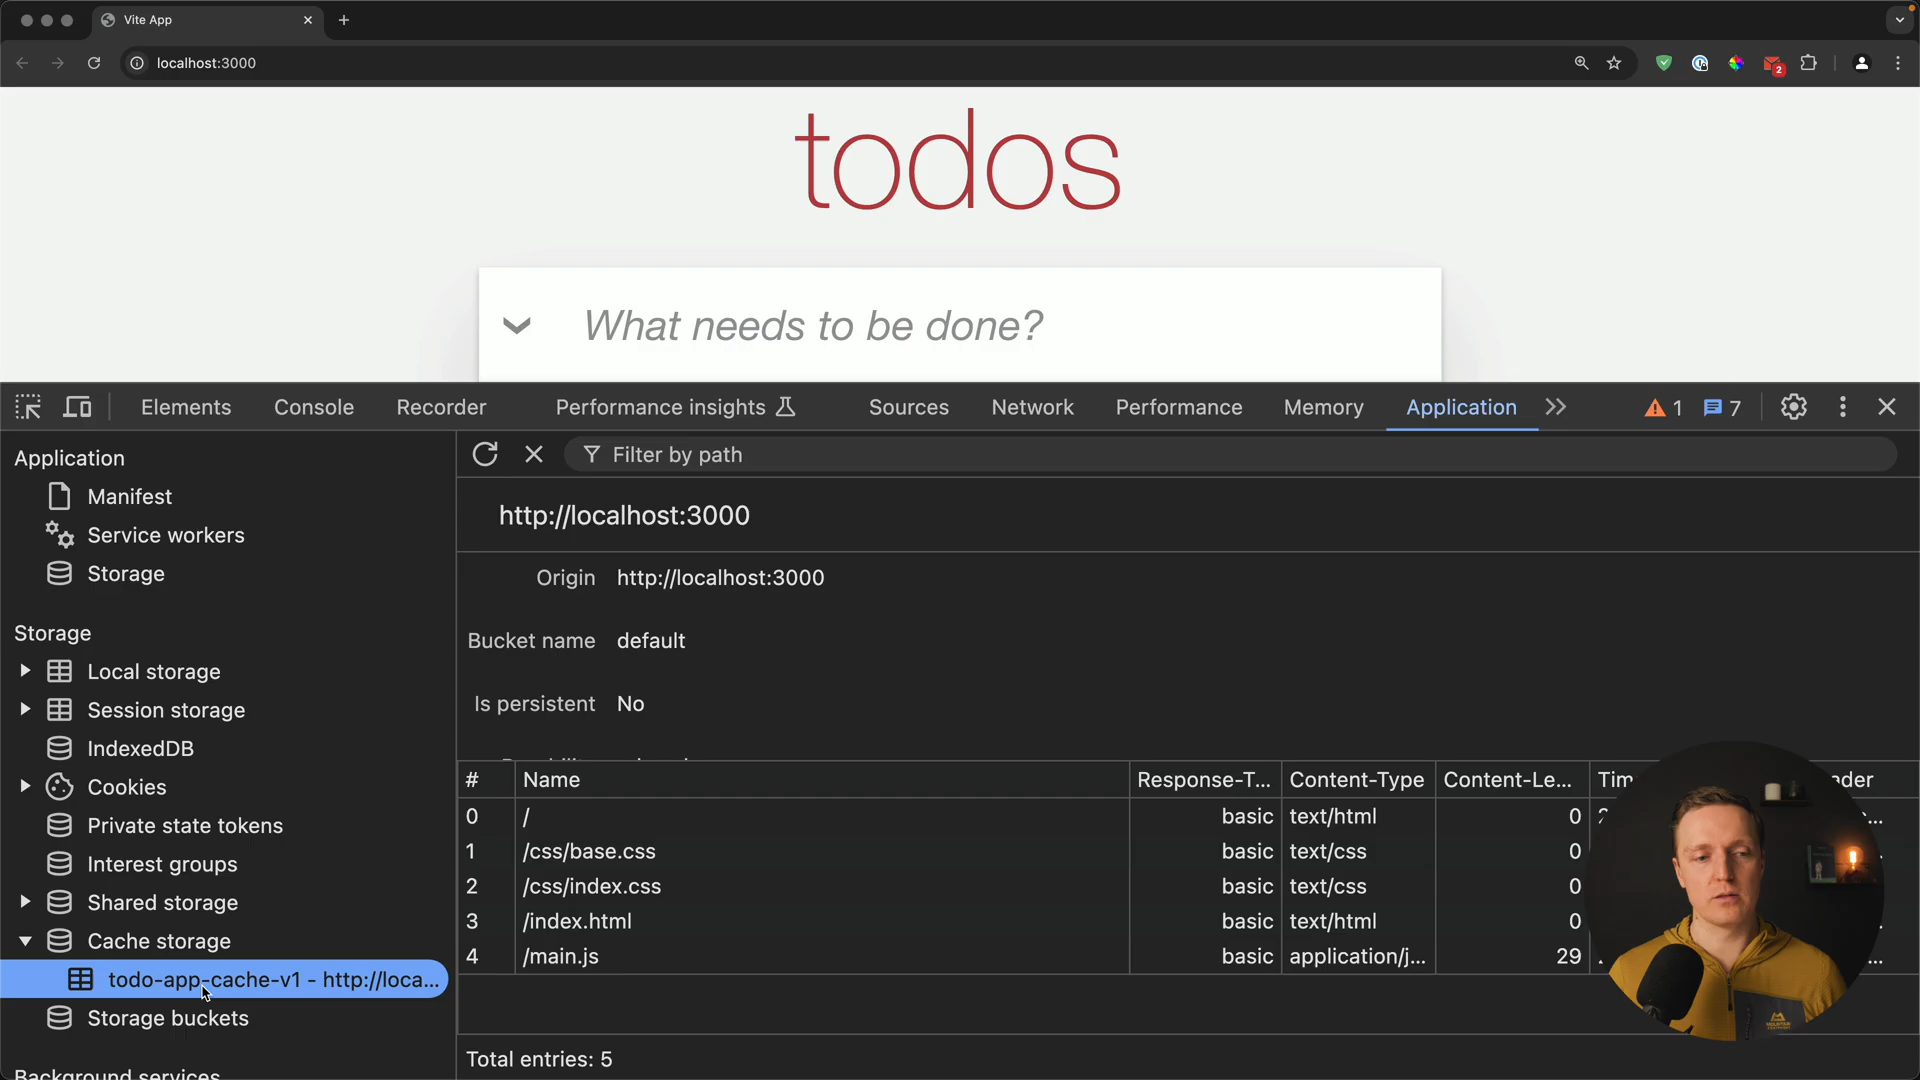 Vite App
localhost:3000
2
todos
What needs to be done?
Elements Console Recorder Performance insights Sources Network Performance Memory Application 1 7
Application
Manifest
Service workers
Storage
Storage
Local storage
Session storage
IndexedDB
Cookies
Private state tokens
Interest groups
Shared storage
Cache storage
todo-app-cache-v1 - http://loca...
Storage buckets
Background services
Filter by path
http://localhost:3000
Origin http://localhost:3000
Bucket name default
Is persistent No
# Name Response-T... Content-Type Content-Le... Tim
0 / basic text/html 0
1 /css/base.css basic text/css 0
2 /css/index.css basic text/css 0
3 /index.html basic text/html 0
4 /main.js basic application/j... 29
Total entries: 5